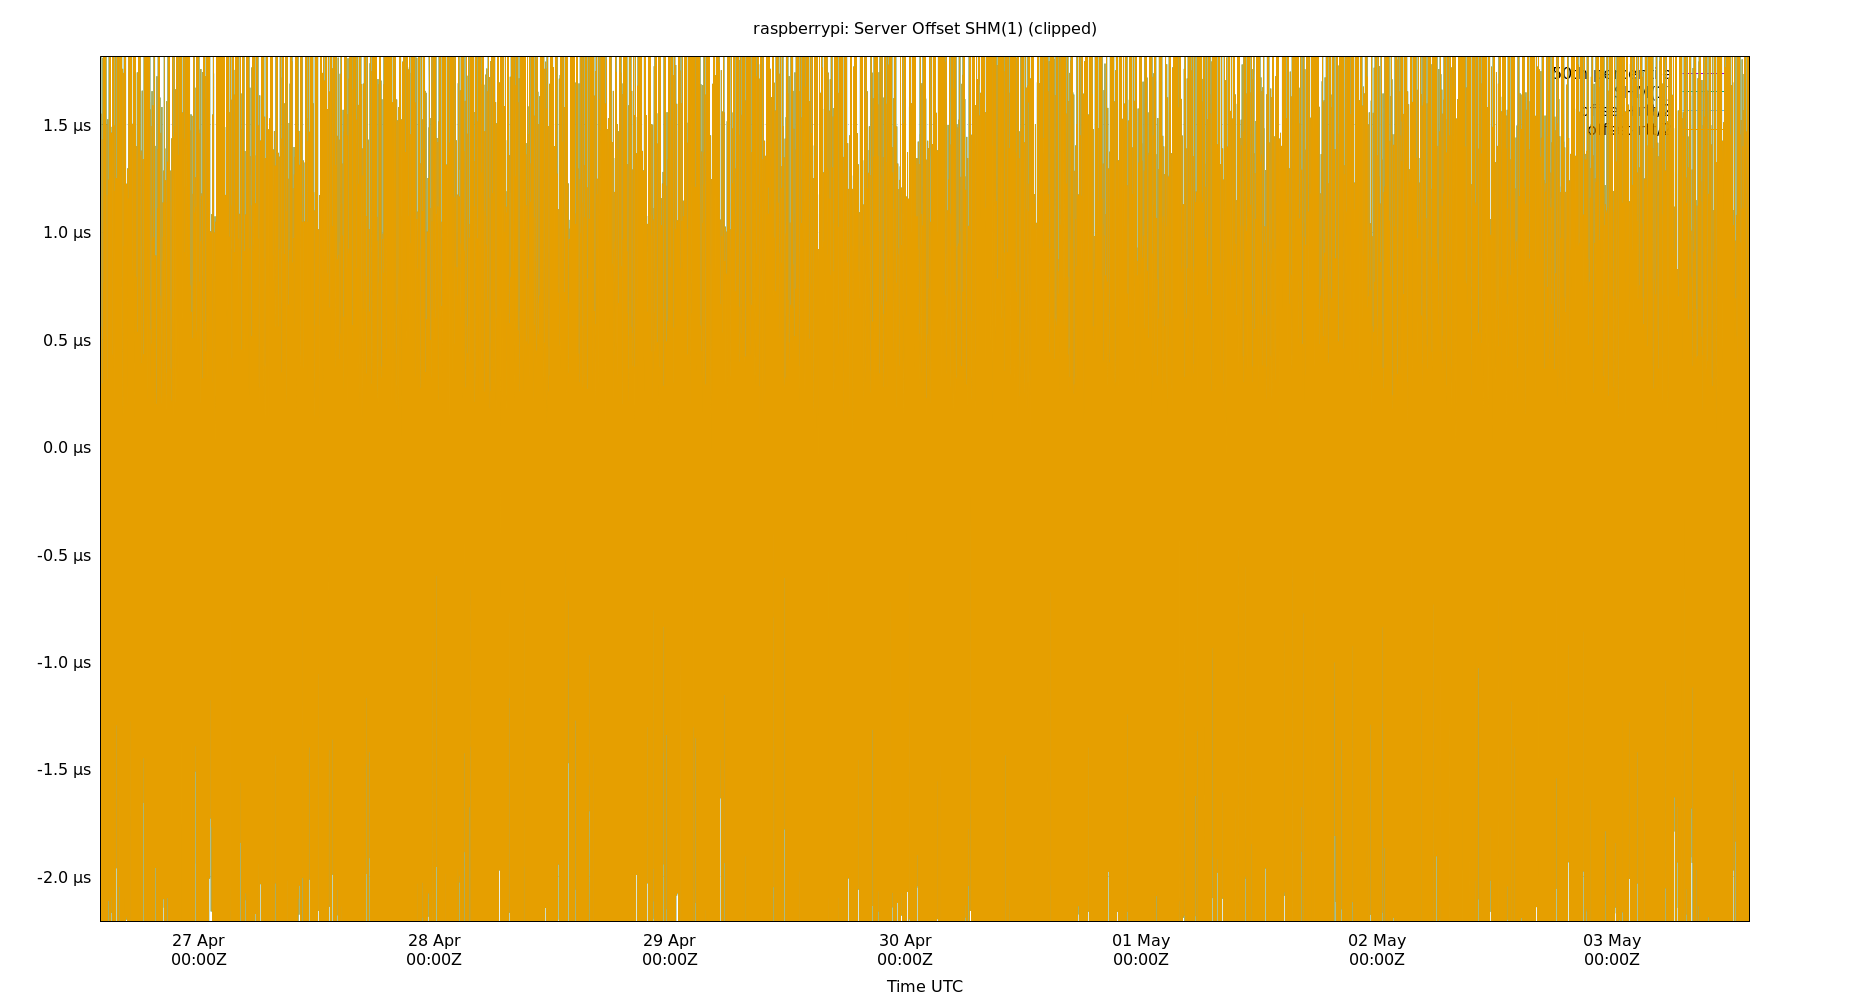 raspberrypi: Server Offset SHM(1) (clipped)
1.5 µs
1.0 µs
0.5 µs
0.0 µs
-0.5 µs
-1.0 µs
-1.5 µs
-2.0 µs
27 Apr 28 Apr 29 Apr 30 Apr 01 May 02 May 03 May
00:00Z 00:00Z 00:00Z 00:00Z 00:00Z 00:00Z 00:00Z
Time UTC